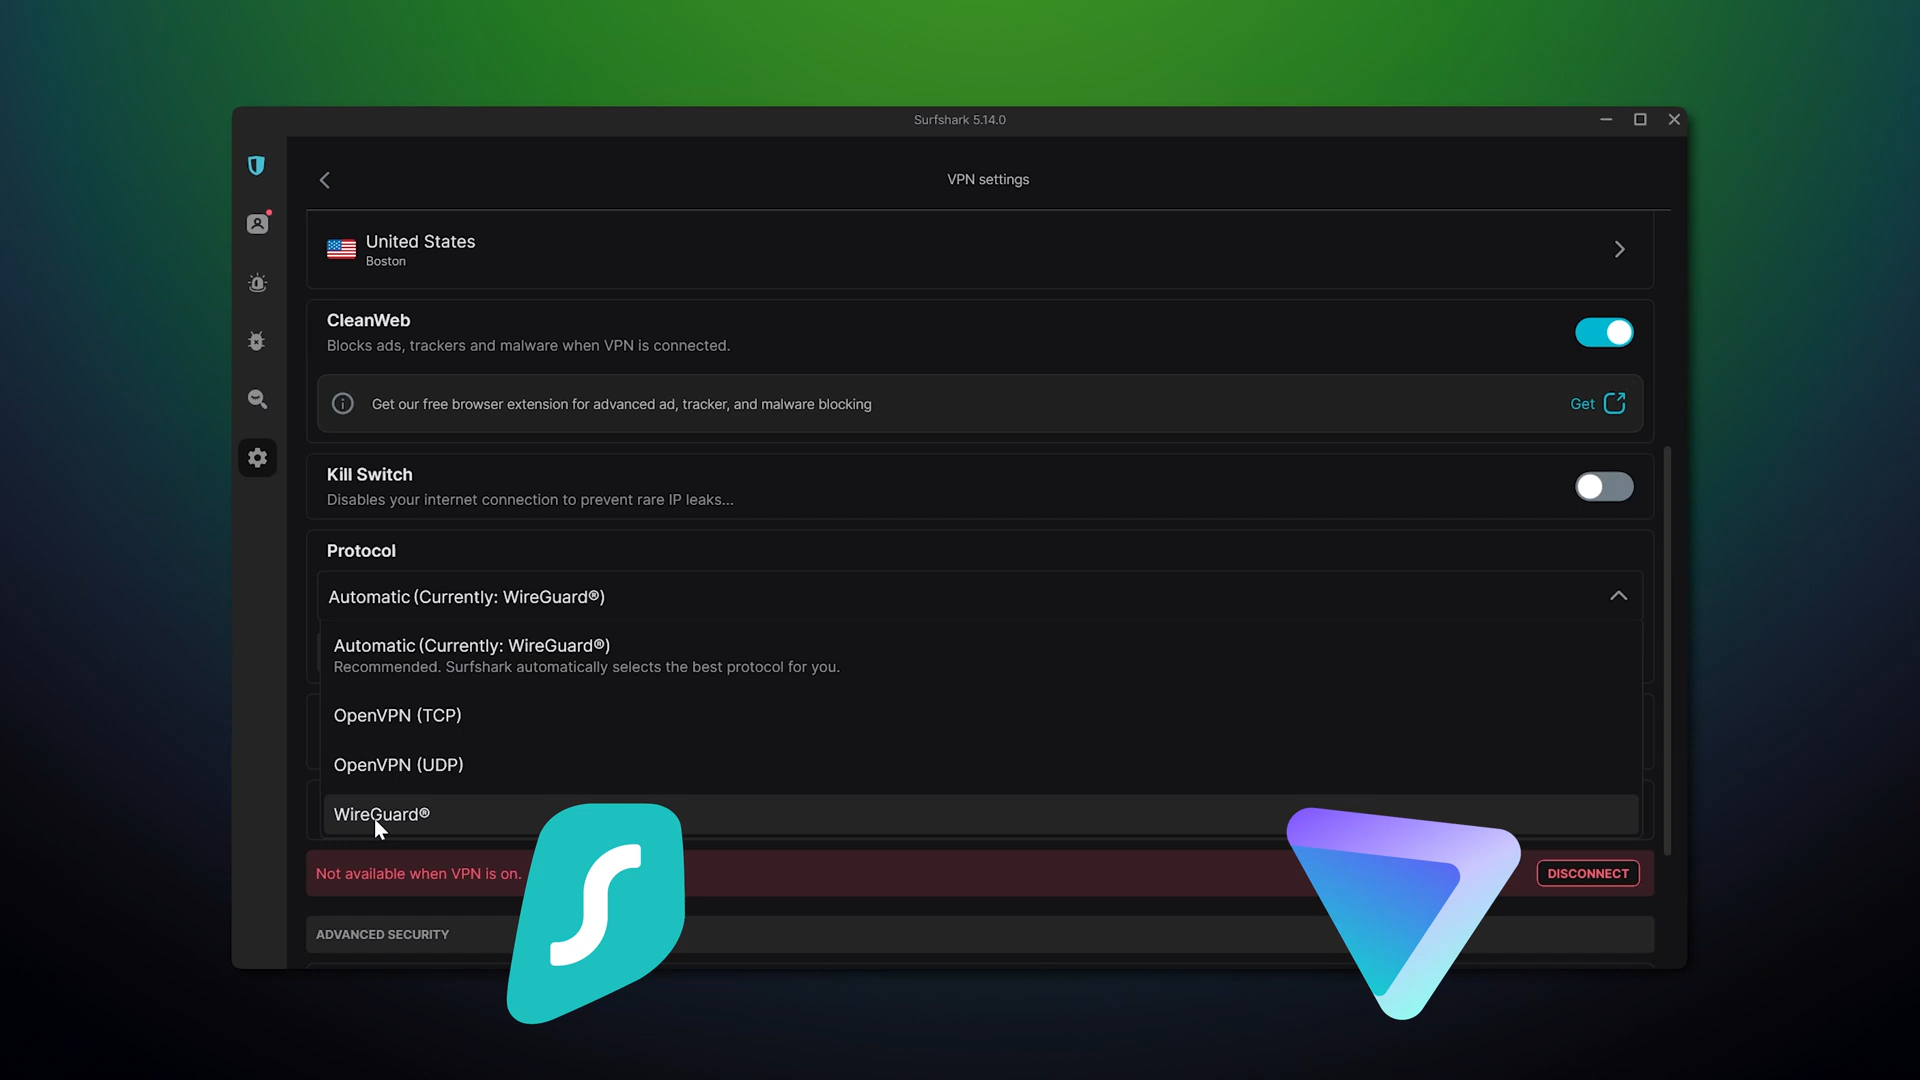 Surfshark 5.14.0
VPN settings
United States
Boston
CleanWeb
Blocks ads, trackers and malware when VPN is connected.
Get our free browser extension for advanced ad, tracker, and malware blocking
Get
Kill Switch
Disables your internet connection to prevent rare IP leaks...
Protocol
Automatic (Currently: WireGuard®)
Automatic (Currently: WireGuard®)
Recommended. Surfshark automatically selects the best protocol for you.
OpenVPN (TCP)
OpenVPN (UDP)
WireGuard®
Not available when VPN is on.
DISCONNECT
ADVANCED SECURITY